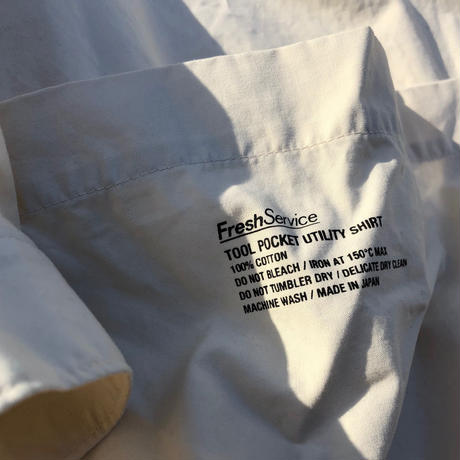 FreshService
TOOL POCKET UTILITY SHIRT
100% COTTON
DO NOT BLEACH / IRON AT 150°C MAX
DO NOT TUMBLER DRY / DELICATE DRY CLEAN
MACHINE WASH / MADE IN JAPAN